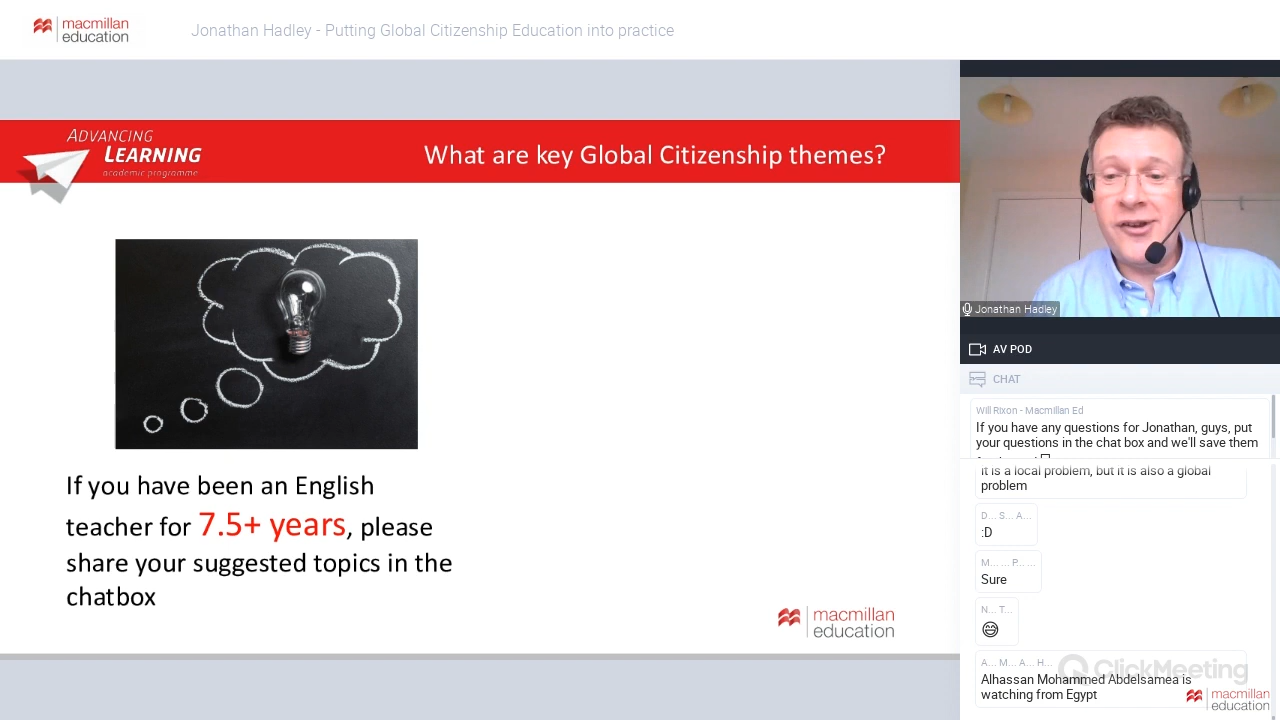 macmillan
education
Jonathan Hadley - Putting Global Citizenship Education into practice
ADVANCING
LEARNING
academic programme
What are key Global Citizenship themes?
If you have been an English
teacher for 7.5+ years, please
share your suggested topics in the
chatbox
macmillan
education
Jonathan Hadley
AV POD
CHAT
Will Rixon - Macmillan Ed
If you have any questions for Jonathan, guys, put
your questions in the chat box and we'll save them
it is a local problem, but it is also a global
problem
D... S... A...
:D
M... ... P... ...
Sure
N... T...
😅
A... M... A... H...
Alhassan Mohammed Abdelsamea is
watching from Egypt
ClickMeeting
macmillan
education